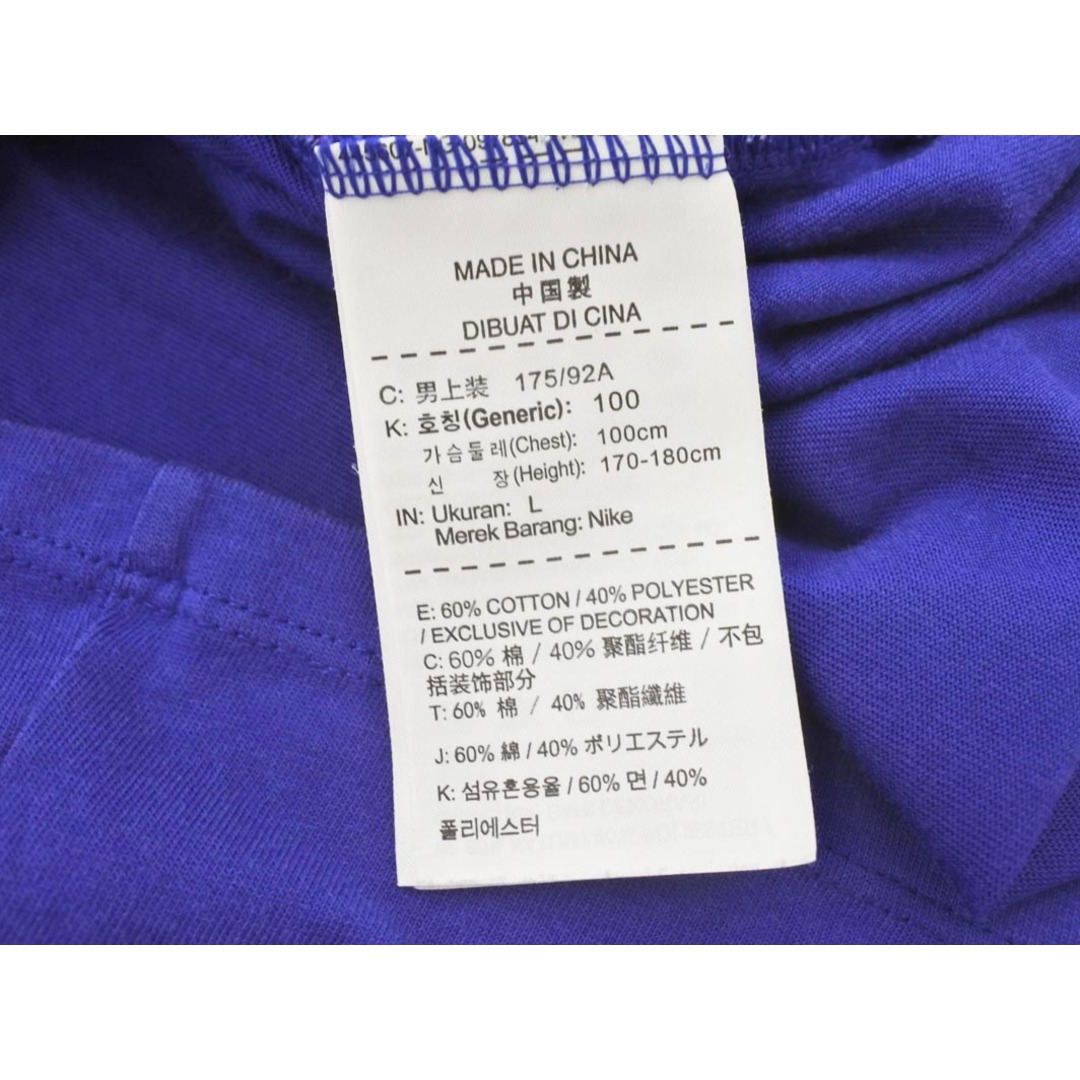 MADE IN CHINA
中国製
DIBUAT DI CINA
C: 男上装 175/92A
K: 호칭(Generic): 100
가슴둘레(Chest): 100cm
신 장(Height): 170-180cm
IN: Ukuran: L
Merek Barang: Nike
E: 60% COTTON / 40% POLYESTER
/ EXCLUSIVE OF DECORATION
C: 60% 棉 / 40% 聚酯纤维 / 不包
括装饰部分
T: 60% 棉 / 40% 聚酯纖維
J: 60% 綿 / 40% ポリエステル
K: 섬유혼용율 / 60% 면 / 40%
폴리에스터